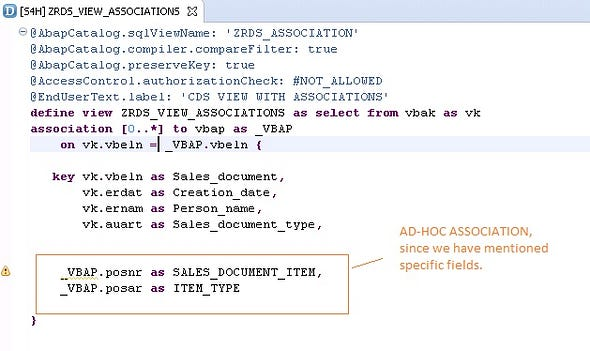 [S4H] ZRDS_VIEW_ASSOCIATIONS
@AbapCatalog.sqlViewName: 'ZRDS_ASSOCIATION'
@AbapCatalog.compiler.compareFilter: true
@AbapCatalog.preserveKey: true
@AccessControl.authorizationCheck: #NOT_ALLOWED
@EndUserText.label: 'CDS VIEW WITH ASSOCIATIONS'
define view ZRDS_VIEW_ASSOCIATIONS as select from vbak as vk
association [0..*] to vbap as _VBAP
on vk.vbeln = _VBAP.vbeln {
key vk.vbeln as Sales_document,
vk.erdat as Creation_date,
vk.ernam as Person_name,
vk.auart as Sales_document_type,
_VBAP.posnr as SALES_DOCUMENT_ITEM,
_VBAP.posar as ITEM_TYPE
}
AD-HOC ASSOCIATION,
since we have mentioned
specific fields.